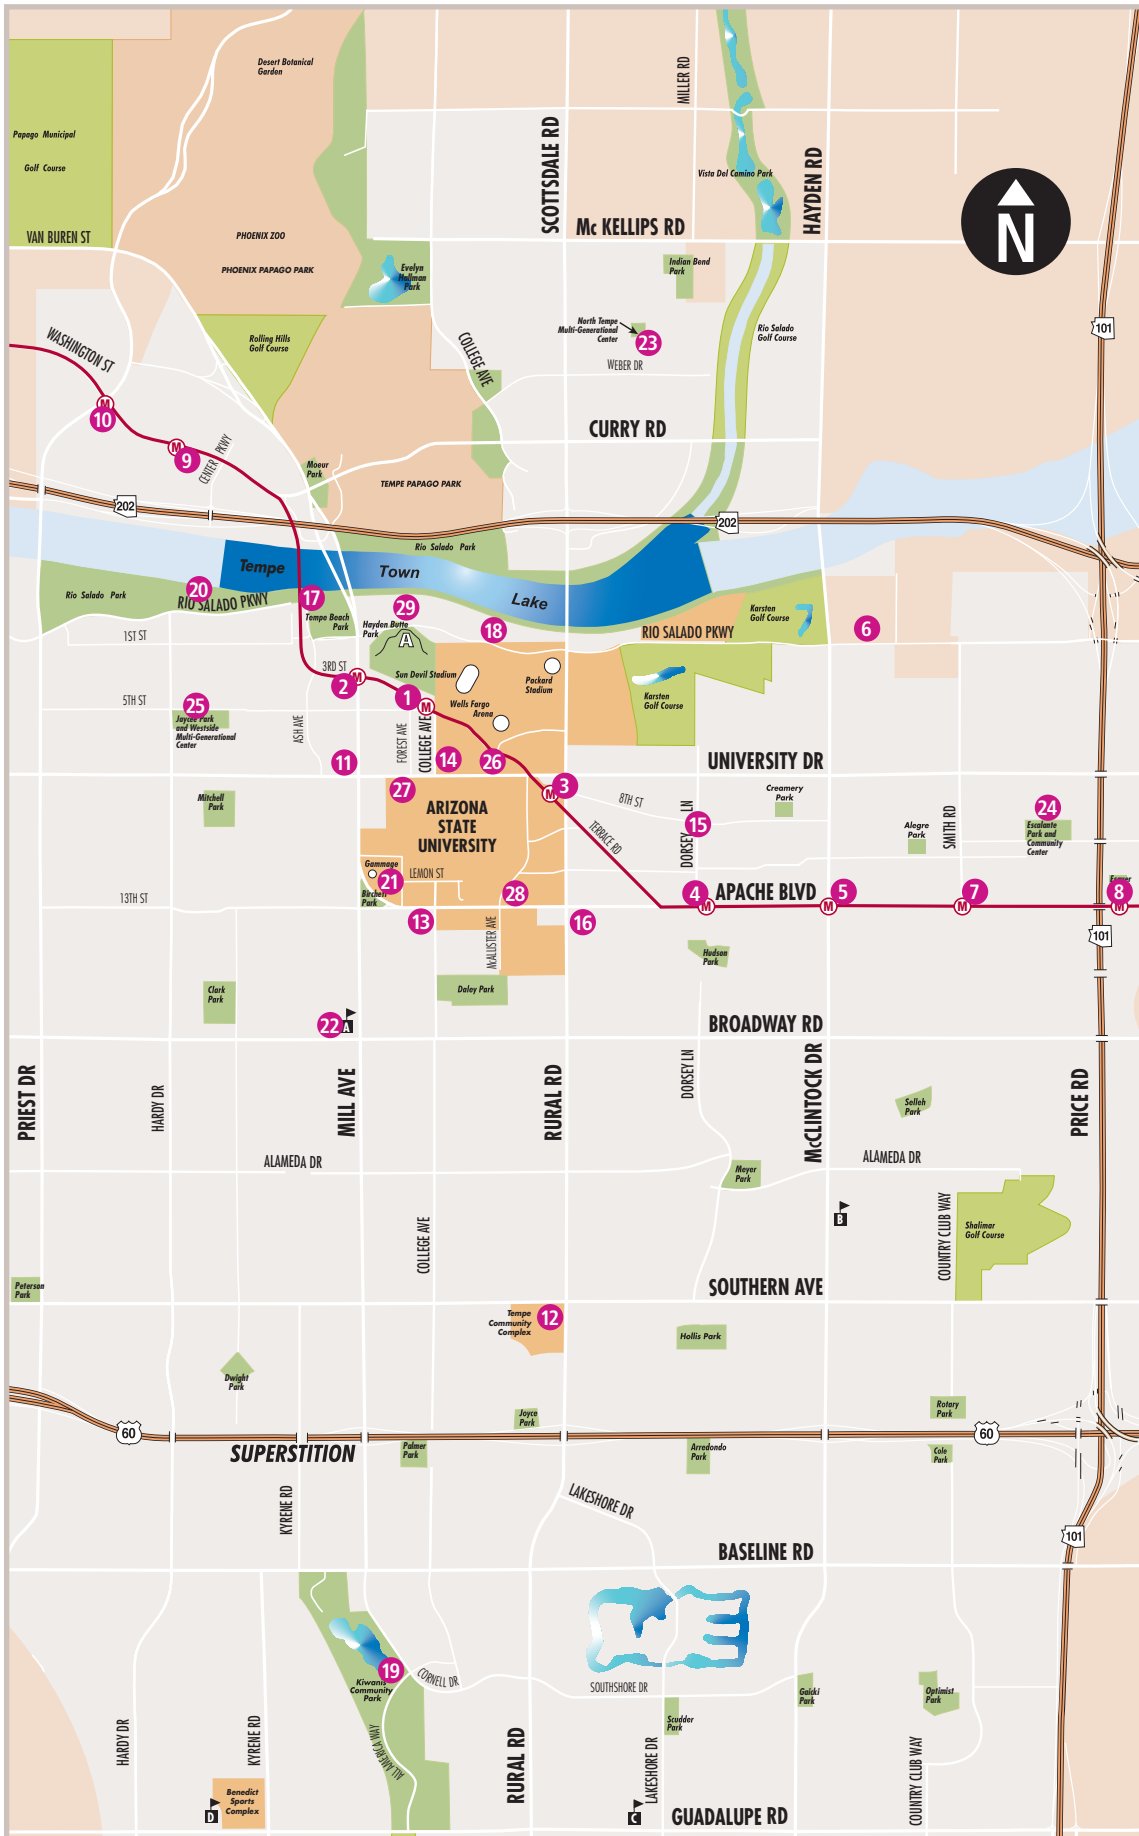 Desert Botanical
Garden
MILLER RD
Papago Municipal
Golf Course
SCOTTSDALE RD
HAYDEN RD
Vista Del Camino Park
N
VAN BUREN ST
PHOENIX ZOO
Mc KELLIPS RD
PHOENIX PAPAGO PARK
Evelyn
Hallman
Park
Indian Bend
Park
101
North Tempe
Multi-Generational
Center
23
Rio Salado
Golf Course
WASHINGTON ST
Rolling Hills
Golf Course
COLLEGE AVE
WEBER DR
M
10
M
9
CENTER PKWY
CURRY RD
Moeur
Park
TEMPE PAPAGO PARK
202
202
Rio Salado Park
Tempe
Town
Lake
20
Rio Salado Park
RIO SALADO PKWY
17
Tempe Beach
Park
29
Hayden Butte
Park
A
18
RIO SALADO PKWY
Karsten
Golf Course
6
1ST ST
3RD ST
M
2
Sun Devil Stadium
Packard
Stadium
1
M
Wells Fargo
Arena
Karsten
Golf Course
5TH ST
25
Jaycee Park
and Westside
Multi-Generational
Center
ASH AVE
FOREST AVE
COLLEGE AVE
11
14
26
UNIVERSITY DR
27
3
M
8TH ST
Creamery
Park
Mitchell
Park
ARIZONA
STATE
UNIVERSITY
TERRACE RD
DORSEY LN
15
Alegre
Park
SMITH RD
24
Escalante
Park and
Community
Center
Gammage
LEMON ST
21
Birchett
Park
13TH ST
28
4
M
APACHE BLVD
5
M
7
M
8
M
13
McALLISTER AVE
16
101
Hudson
Park
Clark
Park
Daley Park
22
A
BROADWAY RD
PRIEST DR
HARDY DR
MILL AVE
RURAL RD
DORSEY LN
McCLINTOCK DR
Selleh
Park
PRICE RD
ALAMEDA DR
ALAMEDA DR
Meyer
Park
B
COLLEGE AVE
COUNTRY CLUB WAY
Shalimar
Golf Course
Peterson
Park
SOUTHERN AVE
Tempe
Community
Complex
12
Hollis Park
Dwight
Park
Joyce
Park
Rotary
Park
60
60
SUPERSTITION
Palmer
Park
Arredondo
Park
Cole
Park
KYRENE RD
LAKESHORE DR
101
BASELINE RD
19
Kiwanis
Community
Park
CORNELL DR
SOUTHSHORE DR
Gaicki
Park
Optimist
Park
Scudder
Park
HARDY DR
KYRENE RD
ALL AMERICA WAY
RURAL RD
LAKESHORE DR
COUNTRY CLUB WAY
Benedict
Sports
Complex
D
C
GUADALUPE RD